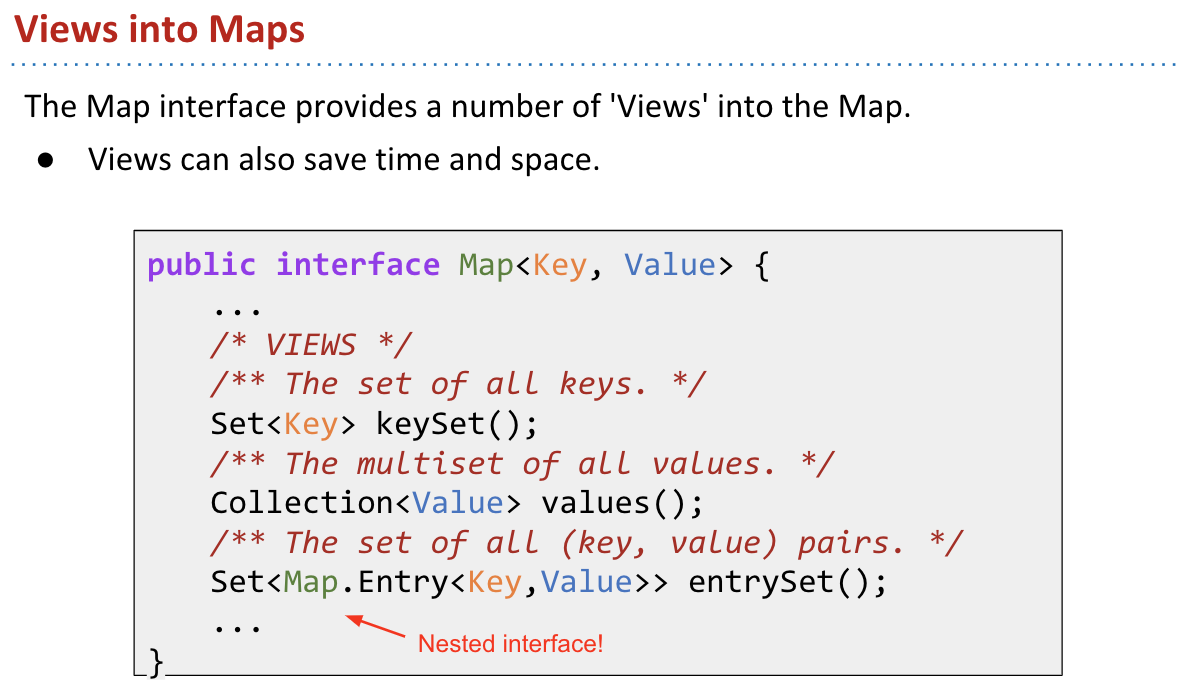 Views into Maps
The Map interface provides a number of 'Views' into the Map.
● Views can also save time and space.
public interface Map<Key, Value> {
...
/* VIEWS */
/** The set of all keys. */
Set<Key> keySet();
/** The multiset of all values. */
Collection<Value> values();
/** The set of all (key, value) pairs. */
Set<Map.Entry<Key,Value>> entrySet();
...
Nested interface!
}